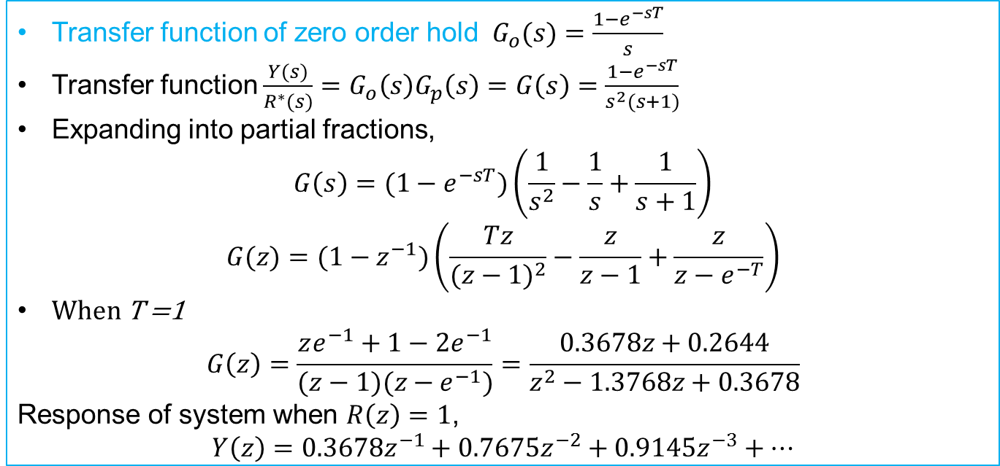 • Transfer function of zero order hold G_o(s) = \frac{1−e^{−sT}}{s}
• Transfer function \frac{Y(s)}{R^*(s)} = G_o(s)G_p(s) = G(s) = \frac{1−e^{−sT}}{s^2(s+1)}
• Expanding into partial fractions,
G(s) = (1 − e^{−sT}) \left( \frac{1}{s^2} − \frac{1}{s} + \frac{1}{s + 1} \right)
G(z) = (1 − z^{−1}) \left( \frac{Tz}{(z − 1)^2} − \frac{z}{z − 1} + \frac{z}{z − e^{−T}} \right)
• When T=1
G(z) = \frac{ze^{−1} + 1 − 2e^{−1}}{(z − 1)(z − e^{−1})} = \frac{0.3678z + 0.2644}{z^2 − 1.3768z + 0.3678}
Response of system when R(z) = 1,
Y(z) = 0.3678z^{−1} + 0.7675z^{−2} + 0.9145z^{−3} + ⋯